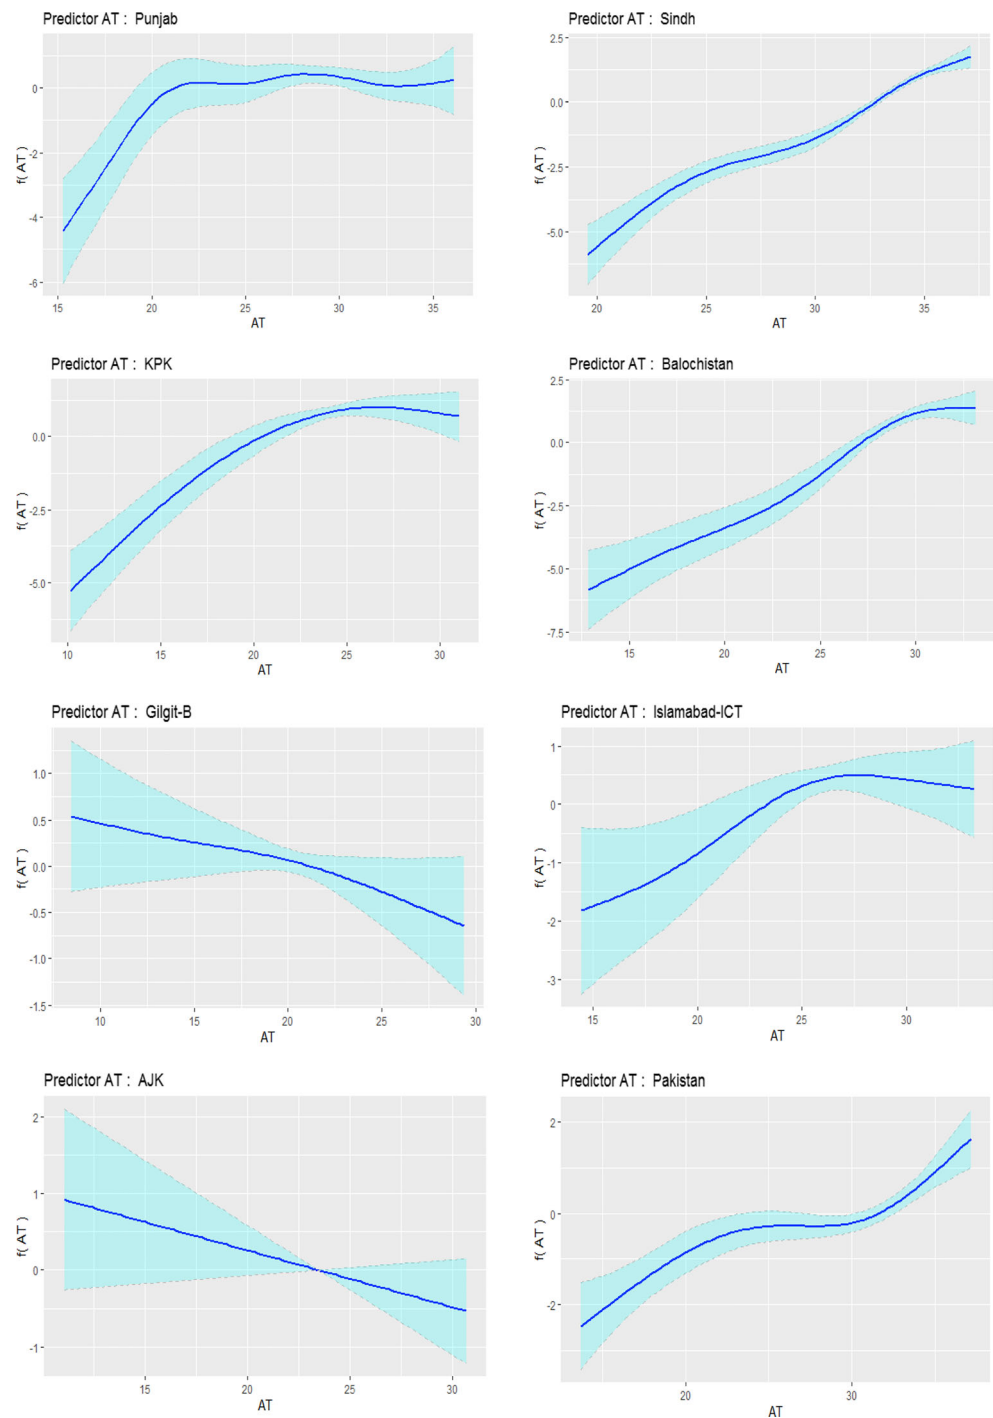 Predictor AT : Punjab
f( AT )
0
-2
-4
-6
15 20 25 30 35
AT
Predictor AT : Sindh
f( AT )
2.5
0.0
-2.5
-5.0
20 25 30 35
AT
Predictor AT : KPK
f( AT )
0.0
-2.5
-5.0
10 15 20 25 30
AT
Predictor AT : Balochistan
f( AT )
2.5
0.0
-2.5
-5.0
-7.5
15 20 25 30
AT
Predictor AT : Gilgit-B
f( AT )
1.0
0.5
0.0
-0.5
-1.0
-1.5
10 15 20 25 30
AT
Predictor AT : Islamabad-ICT
f( AT )
1
0
-1
-2
-3
15 20 25 30
AT
Predictor AT : AJK
f( AT )
2
1
0
-1
15 20 25 30
AT
Predictor AT : Pakistan
f( AT )
2
0
-2
20 30
AT